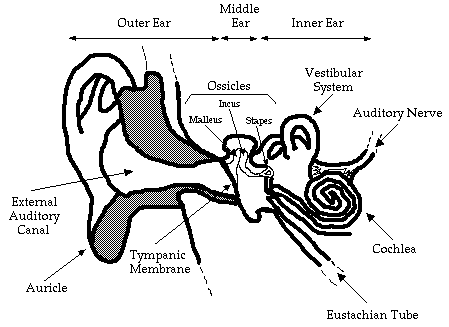 Outer Ear
Middle
Ear
Inner Ear
Ossicles
Incus
Malleus
Stapes
Vestibular
System
Auditory Nerve
External
Auditory
Canal
Tympanic
Membrane
Cochlea
Auricle
Eustachian Tube